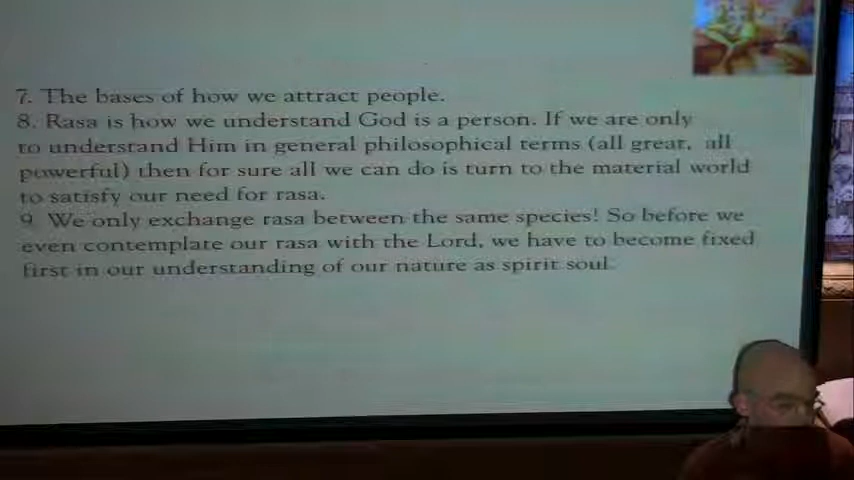 7. The bases of how we attract people.
8. Rasa is how we understand God is a person. If we are only
to understand Him in general philosophical terms (all great, all
powerful) then for sure all we can do is turn to the material world
to satisfy our need for rasa.
9. We only exchange rasa between the same species! So before we
even contemplate our rasa with the Lord, we have to become fixed
first in our understanding of our nature as spirit soul.